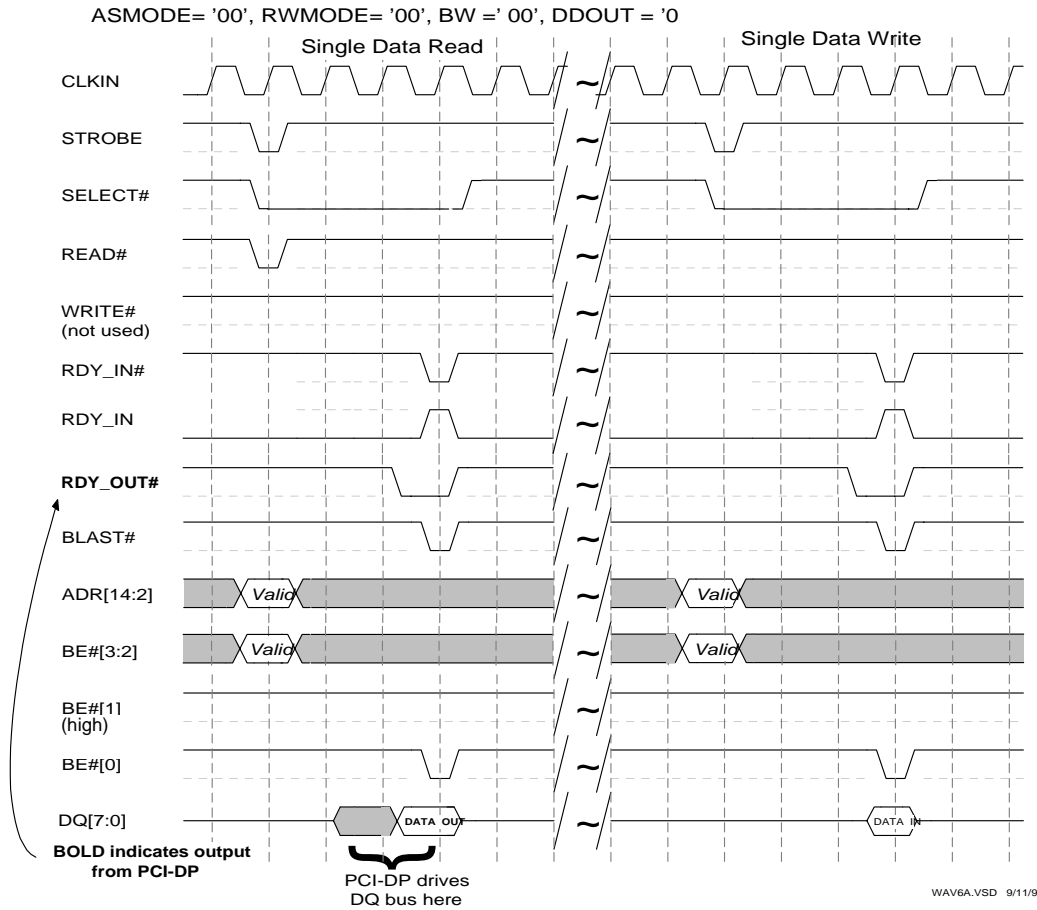 ASMODE= '00', RWMODE= '00', BW =' 00', DDOUT = '0
Single Data Read
Single Data Write
CLKIN
~
STROBE
~
SELECT#
~
READ#
~
WRITE#
(not used)
~
RDY_IN#
~
RDY_IN
~
RDY_OUT#
~
BLAST#
~
ADR[14:2]
Valid
~
Valid
BE#[3:2]
Valid
~
Valid
BE#[1]
(high)
~
BE#[0]
~
DQ[7:0]
DATA OUT
~
DATA IN
BOLD indicates output
from PCI-DP
PCI-DP drives
DQ bus here
WAV6A.VSD 9/11/9